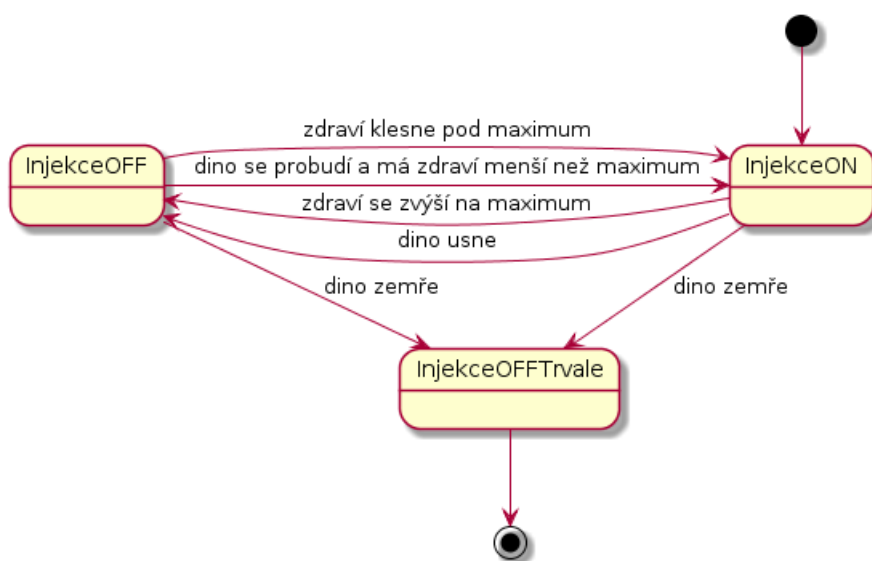 zdraví klesne pod maximum
InjekceOFF
dino se probudí a má zdraví menší než maximum
InjekceON
zdraví se zvýší na maximum
dino usne
dino zemře
dino zemře
InjekceOFFTrvale